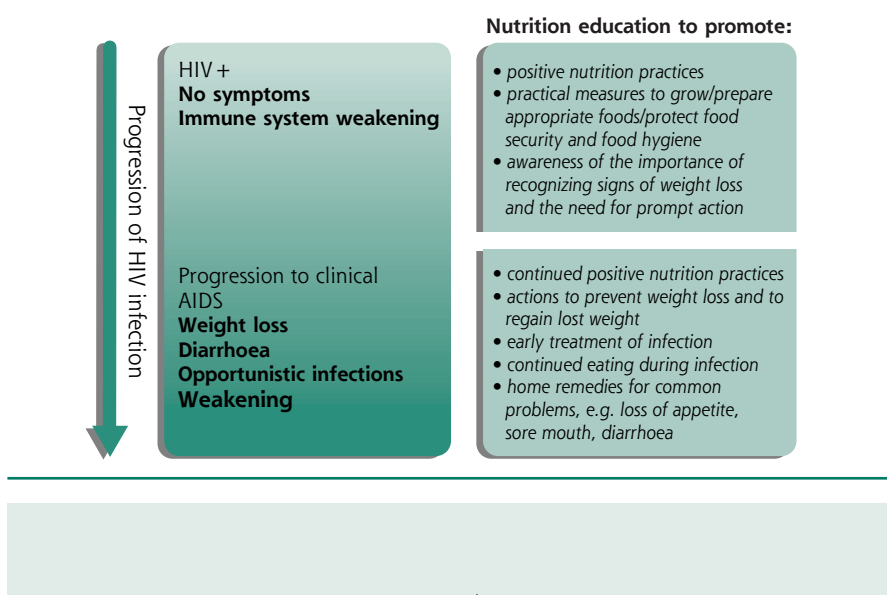 Nutrition education to promote:
Progression of HIV infection
HIV+
No symptoms
Immune system weakening
• positive nutrition practices
• practical measures to grow/prepare
appropriate foods/protect food
security and food hygiene
• awareness of the importance of
recognizing signs of weight loss
and the need for prompt action
Progression to clinical
AIDS
Weight loss
Diarrhoea
Opportunistic infections
Weakening
• continued positive nutrition practices
• actions to prevent weight loss and to
regain lost weight
• early treatment of infection
• continued eating during infection
• home remedies for common
problems, e.g. loss of appetite,
sore mouth, diarrhoea